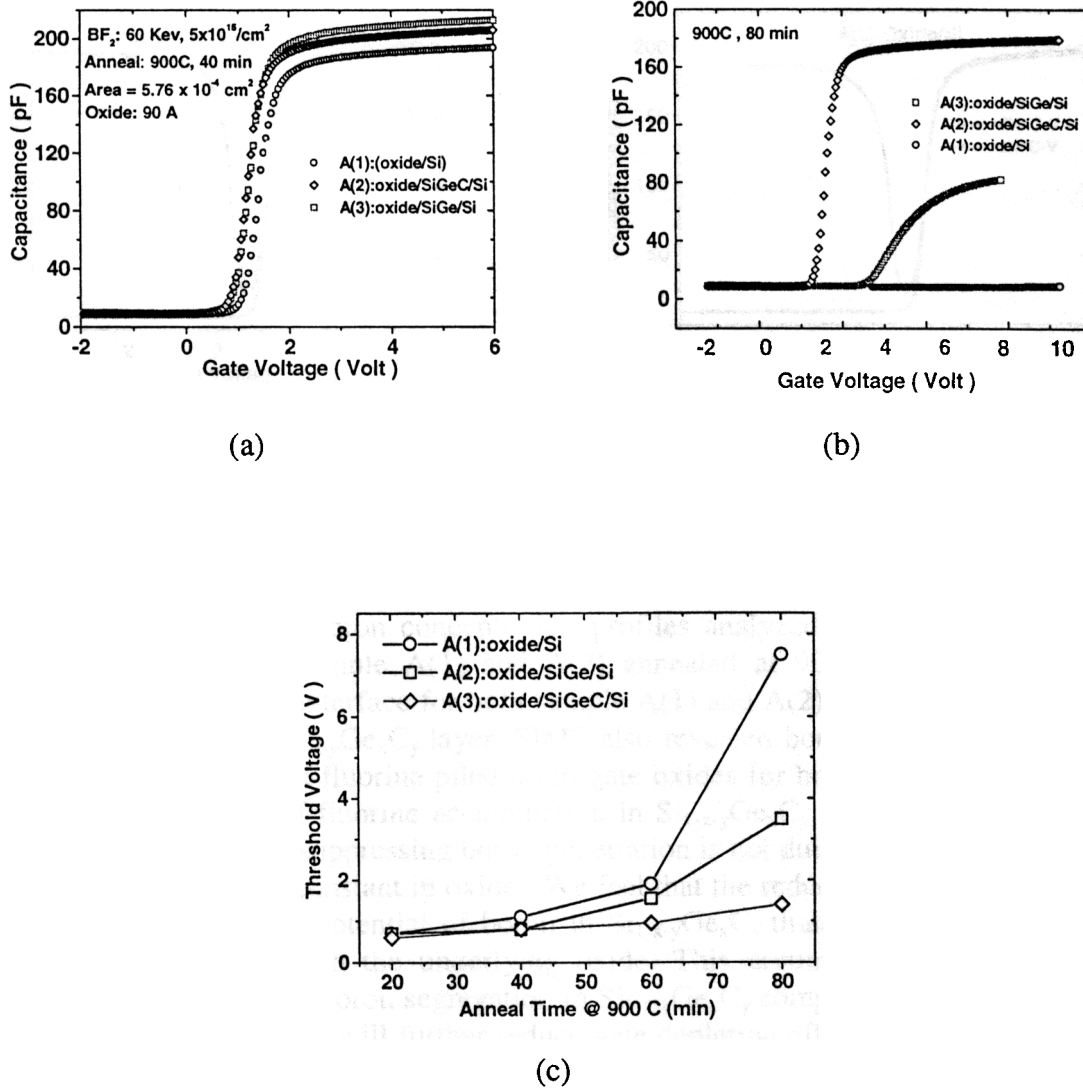 BF2: 60 Kev, 5x10^15/cm^2
Anneal: 900C, 40 min
Area = 5.76 x 10^-4 cm^2
Oxide: 90 A
A(1):(oxide/Si)
A(2):oxide/SiGeC/Si
A(3):oxide/SiGe/Si
Capacitance ( pF )
200
160
120
80
40
0
-2
0
2
4
6
Gate Voltage ( Volt )
(a)
900C , 80 min
A(3):oxide/SiGe/Si
A(2):oxide/SiGeC/Si
A(1):oxide/Si
Capacitance ( pF )
200
160
120
80
40
0
-2
0
2
4
6
8
10
Gate Voltage ( Volt )
(b)
A(1):oxide/Si
A(2):oxide/SiGe/Si
A(3):oxide/SiGeC/Si
Threshold Voltage ( V )
8
6
4
2
0
20
30
40
50
60
70
80
Anneal Time @ 900 C (min)
(c)